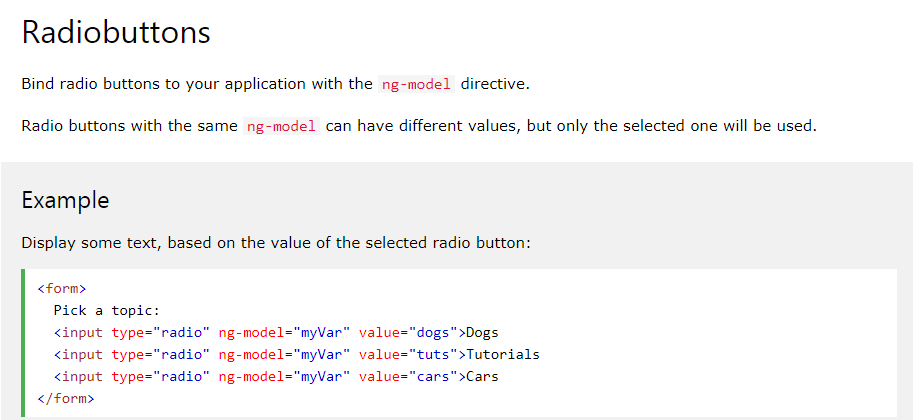 Radiobuttons
Bind radio buttons to your application with the ng-model directive.
Radio buttons with the same ng-model can have different values, but only the selected one will be used.
Example
Display some text, based on the value of the selected radio button:
<form>
  Pick a topic:
  <input type="radio" ng-model="myVar" value="dogs">Dogs
  <input type="radio" ng-model="myVar" value="tuts">Tutorials
  <input type="radio" ng-model="myVar" value="cars">Cars
</form>